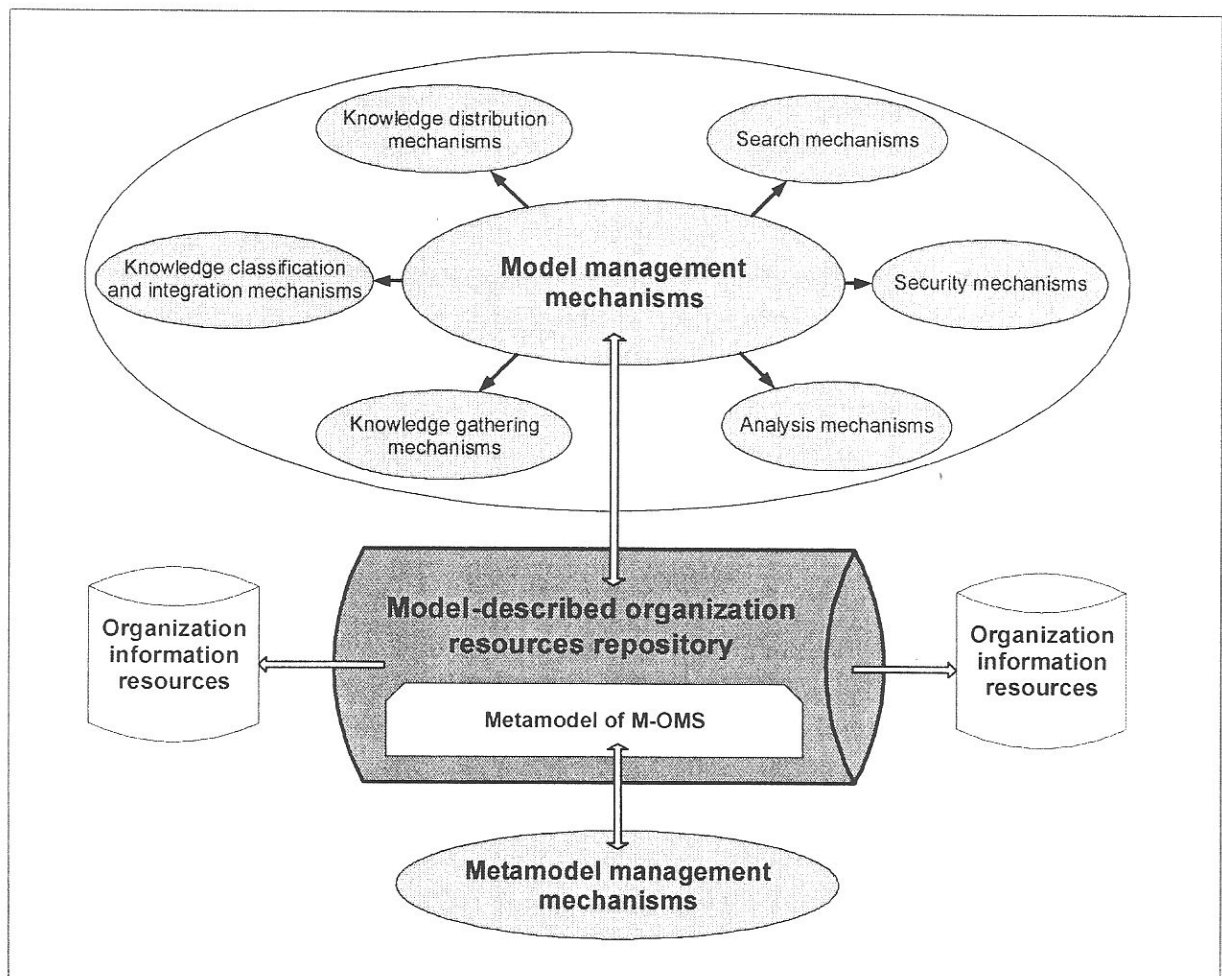 Knowledge distribution
mechanisms
Search mechanisms
Knowledge classification
and integration mechanisms
Model management
mechanisms
Security mechanisms
Knowledge gathering
mechanisms
Analysis mechanisms
Organization
information
resources
Model-described organization
resources repository
Organization
information
resources
Metamodel of M-OMS
Metamodel management
mechanisms